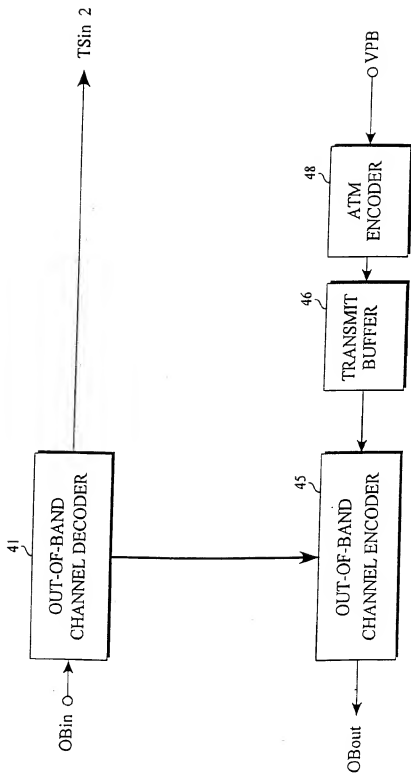 OBin
41
OUT-OF-BAND
CHANNEL DECODER
TSin 2
OBout
45
OUT-OF-BAND
CHANNEL ENCODER
46
TRANSMIT
BUFFER
48
ATM
ENCODER
VPB